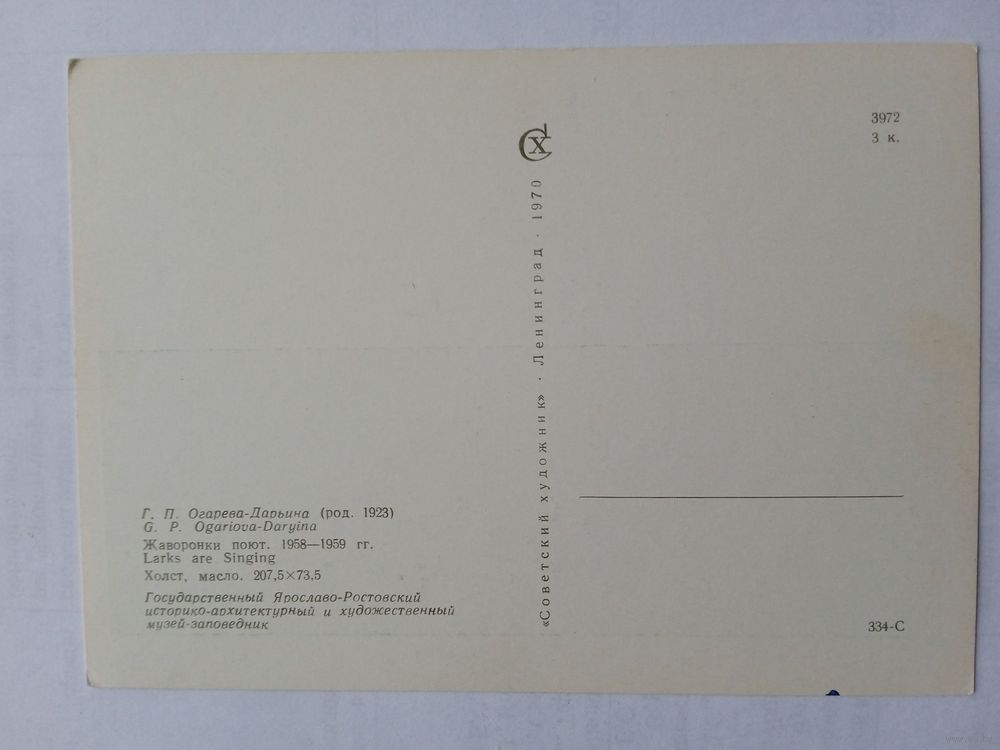 Г. П. Огарева-Дарьина (род. 1923)
G. P. Ogariova-Daryina
Жаворонки поют. 1958—1959 гг.
Larks are Singing
Холст, масло. 207,5×73,5
Государственный Ярославо-Ростовский
историко-архитектурный и художественный
музей-заповедник
СХ
«Советский художник» · Ленинград · 1970
3972
3 к.
334-С